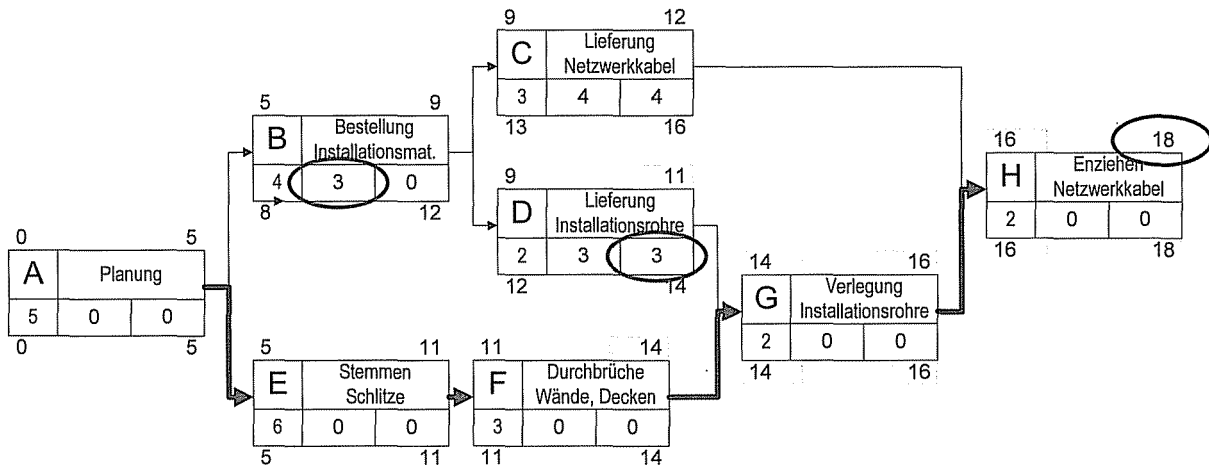 9 12
C Lieferung
Netzwerkkabel
3 4 4
13 16
5 9
B Bestellung
Installationsmat.
4 3 0
8 12
9 11
D Lieferung
Installationsrohre
2 3 3
12 14
16 18
H Enziehen
Netzwerkkabel
2 0 0
16 18
0 5
A Planung
5 0 0
0 5
14 16
G Verlegung
Installationsrohre
2 0 0
14 16
5 11
E Stemmen
Schlitze
6 0 0
5 11
11 14
F Durchbrüche
Wände, Decken
3 0 0
11 14